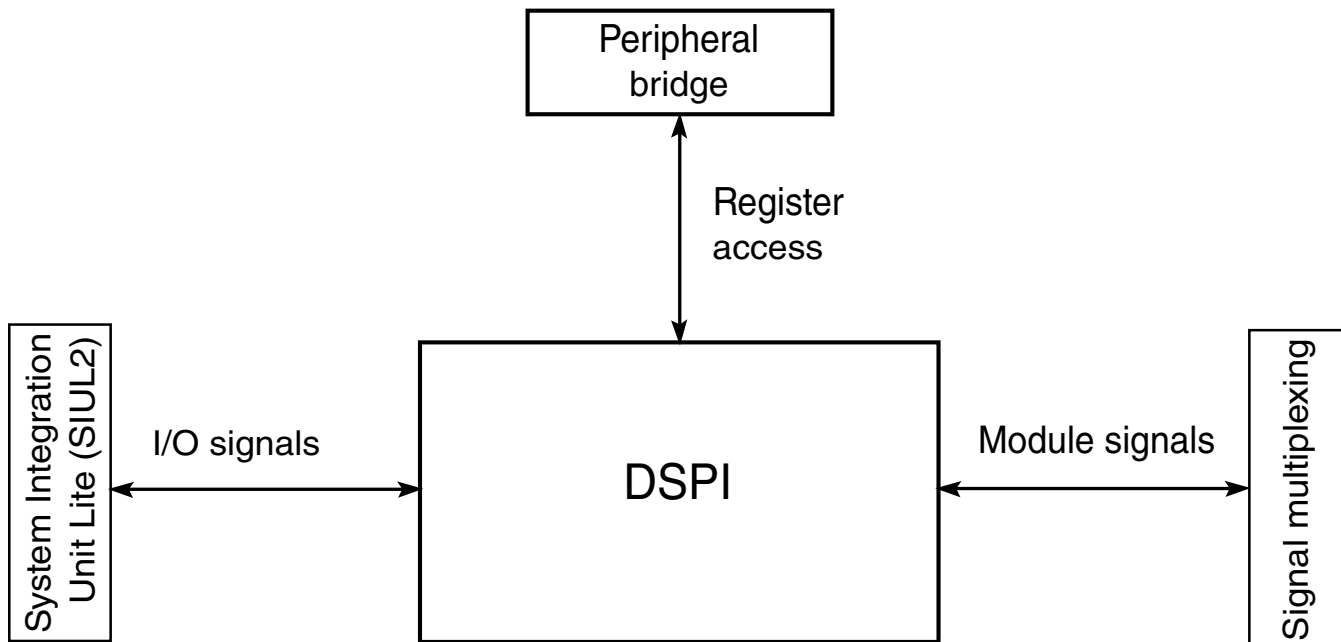 Peripheral
bridge
Register
access
System Integration
Unit Lite (SIUL2)
I/O signals
DSPI
Module signals
Signal multiplexing